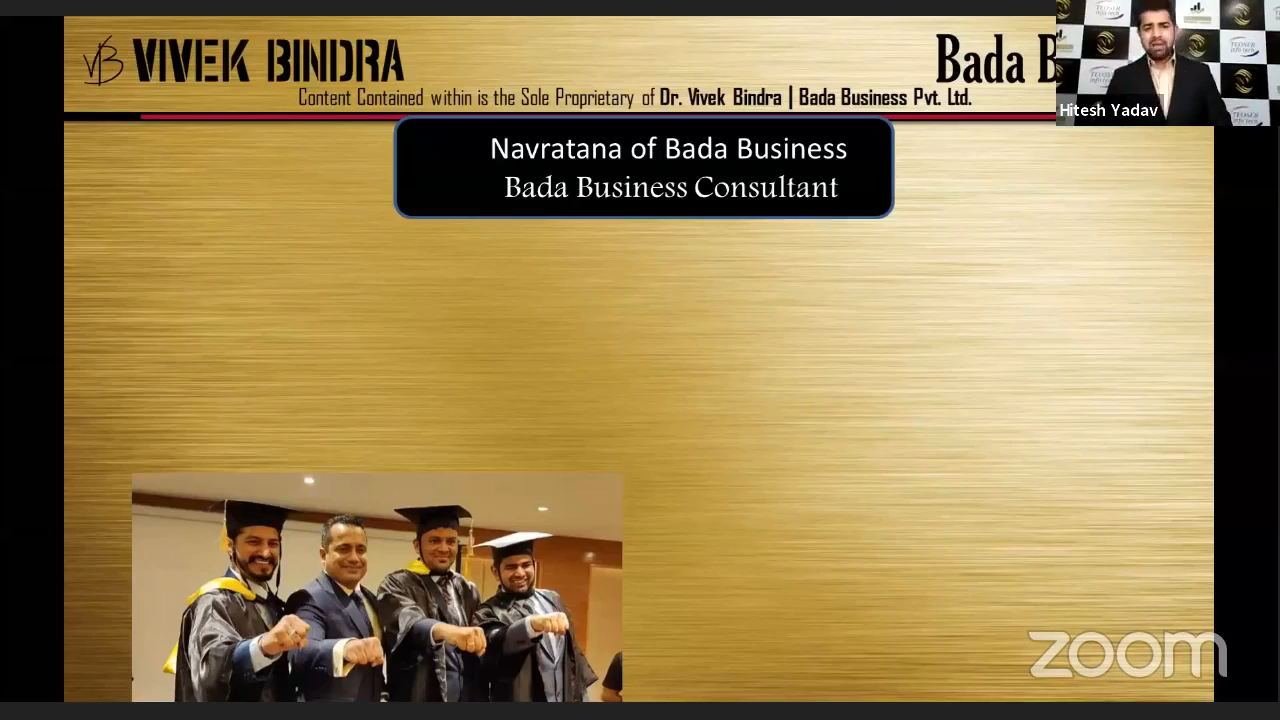 VB VIVEK BINDRA
Bada B
Content Contained within is the Sole Proprietary of Dr. Vivek Bindra | Bada Business Pvt. Ltd.
Hitesh Yadav
Navratana of Bada Business
Bada Business Consultant
zoom